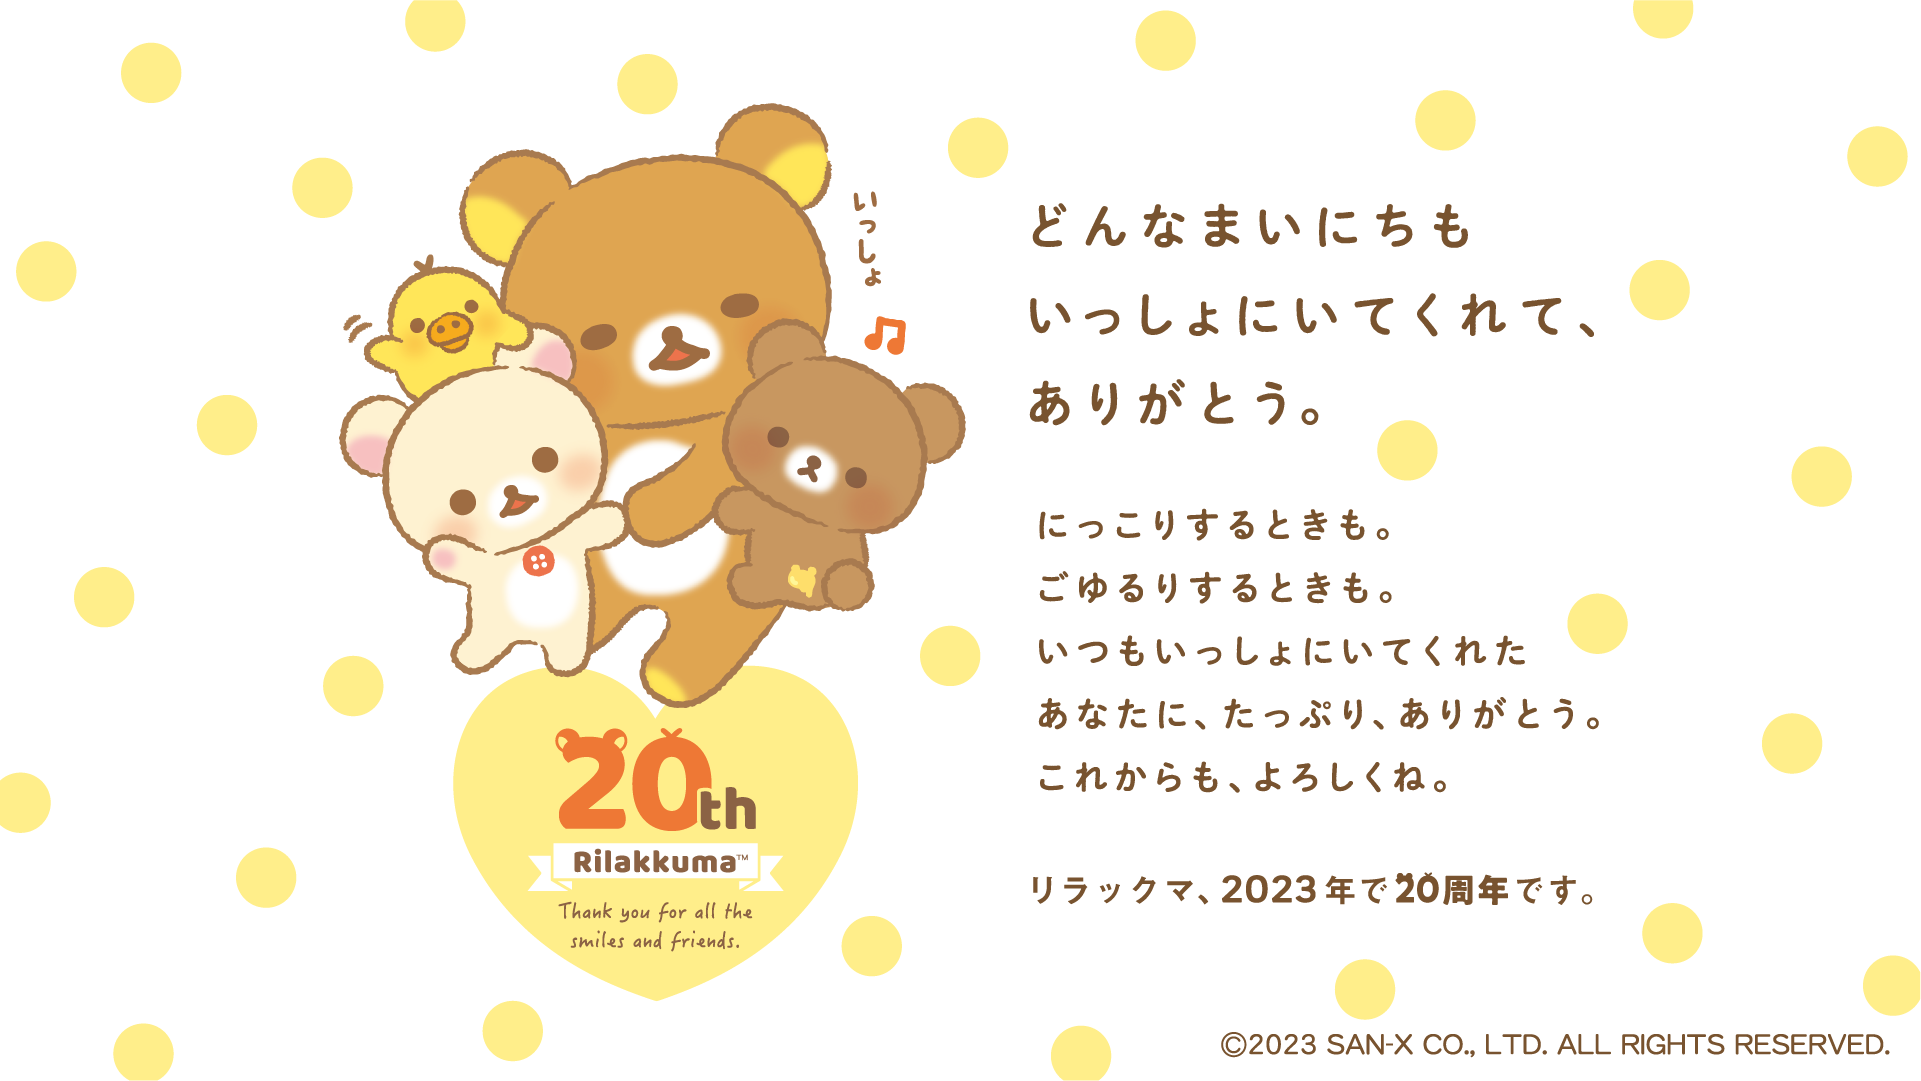 いっしょ
どんなまいにちも
いっしょにいてくれて、
ありがとう。
にっこりするときも。
ごゆるりするときも。
いつもいっしょにいてくれた
あなたに、たっぷり、ありがとう。
これからも、よろしくね。
リラックマ、2023年で20周年です。
20th
Rilakkuma™
Thank you for all the
smiles and friends.
©2023 SAN-X CO., LTD. ALL RIGHTS RESERVED.